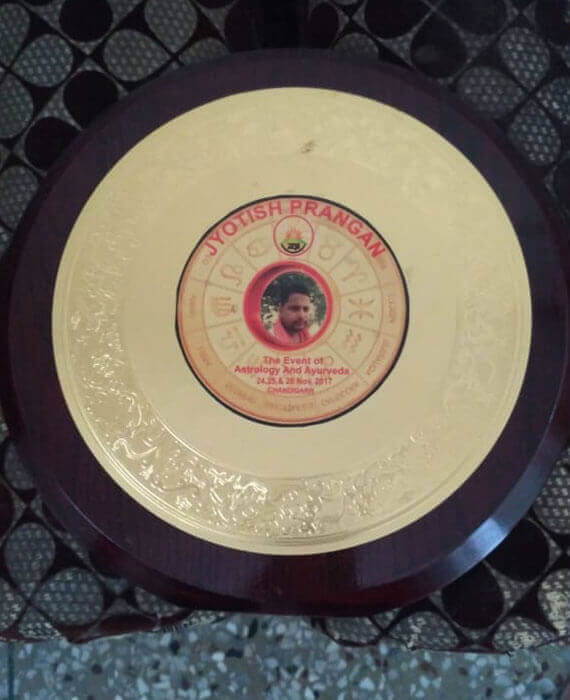 JYOTISH PRANGAN
The Event of
Astrology And Ayurveda
24,25,& 26 Nov. 2017
CHANDIGARH